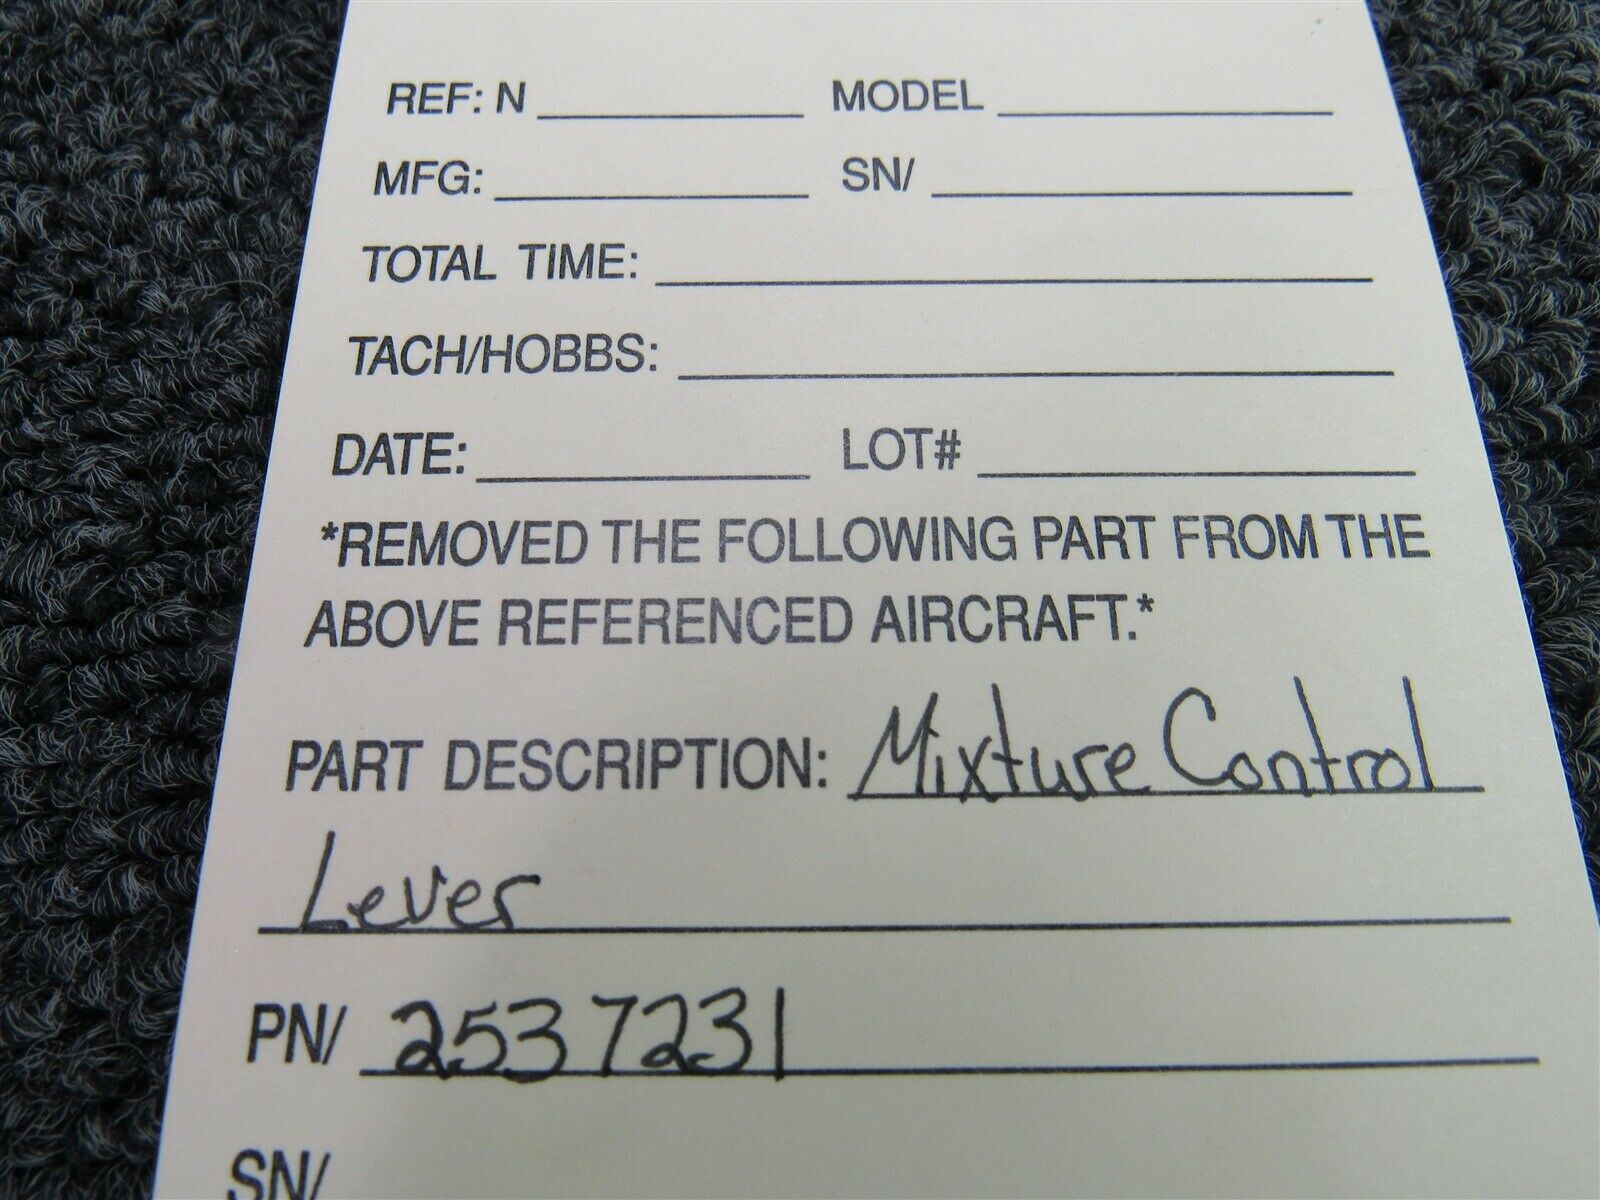 REF: N MODEL
MFG: SN/
TOTAL TIME:
TACH/HOBBS:
DATE: LOT#
*REMOVED THE FOLLOWING PART FROM THE
ABOVE REFERENCED AIRCRAFT.*
PART DESCRIPTION: Mixture Control
Lever
PN/ 2537231
SN/